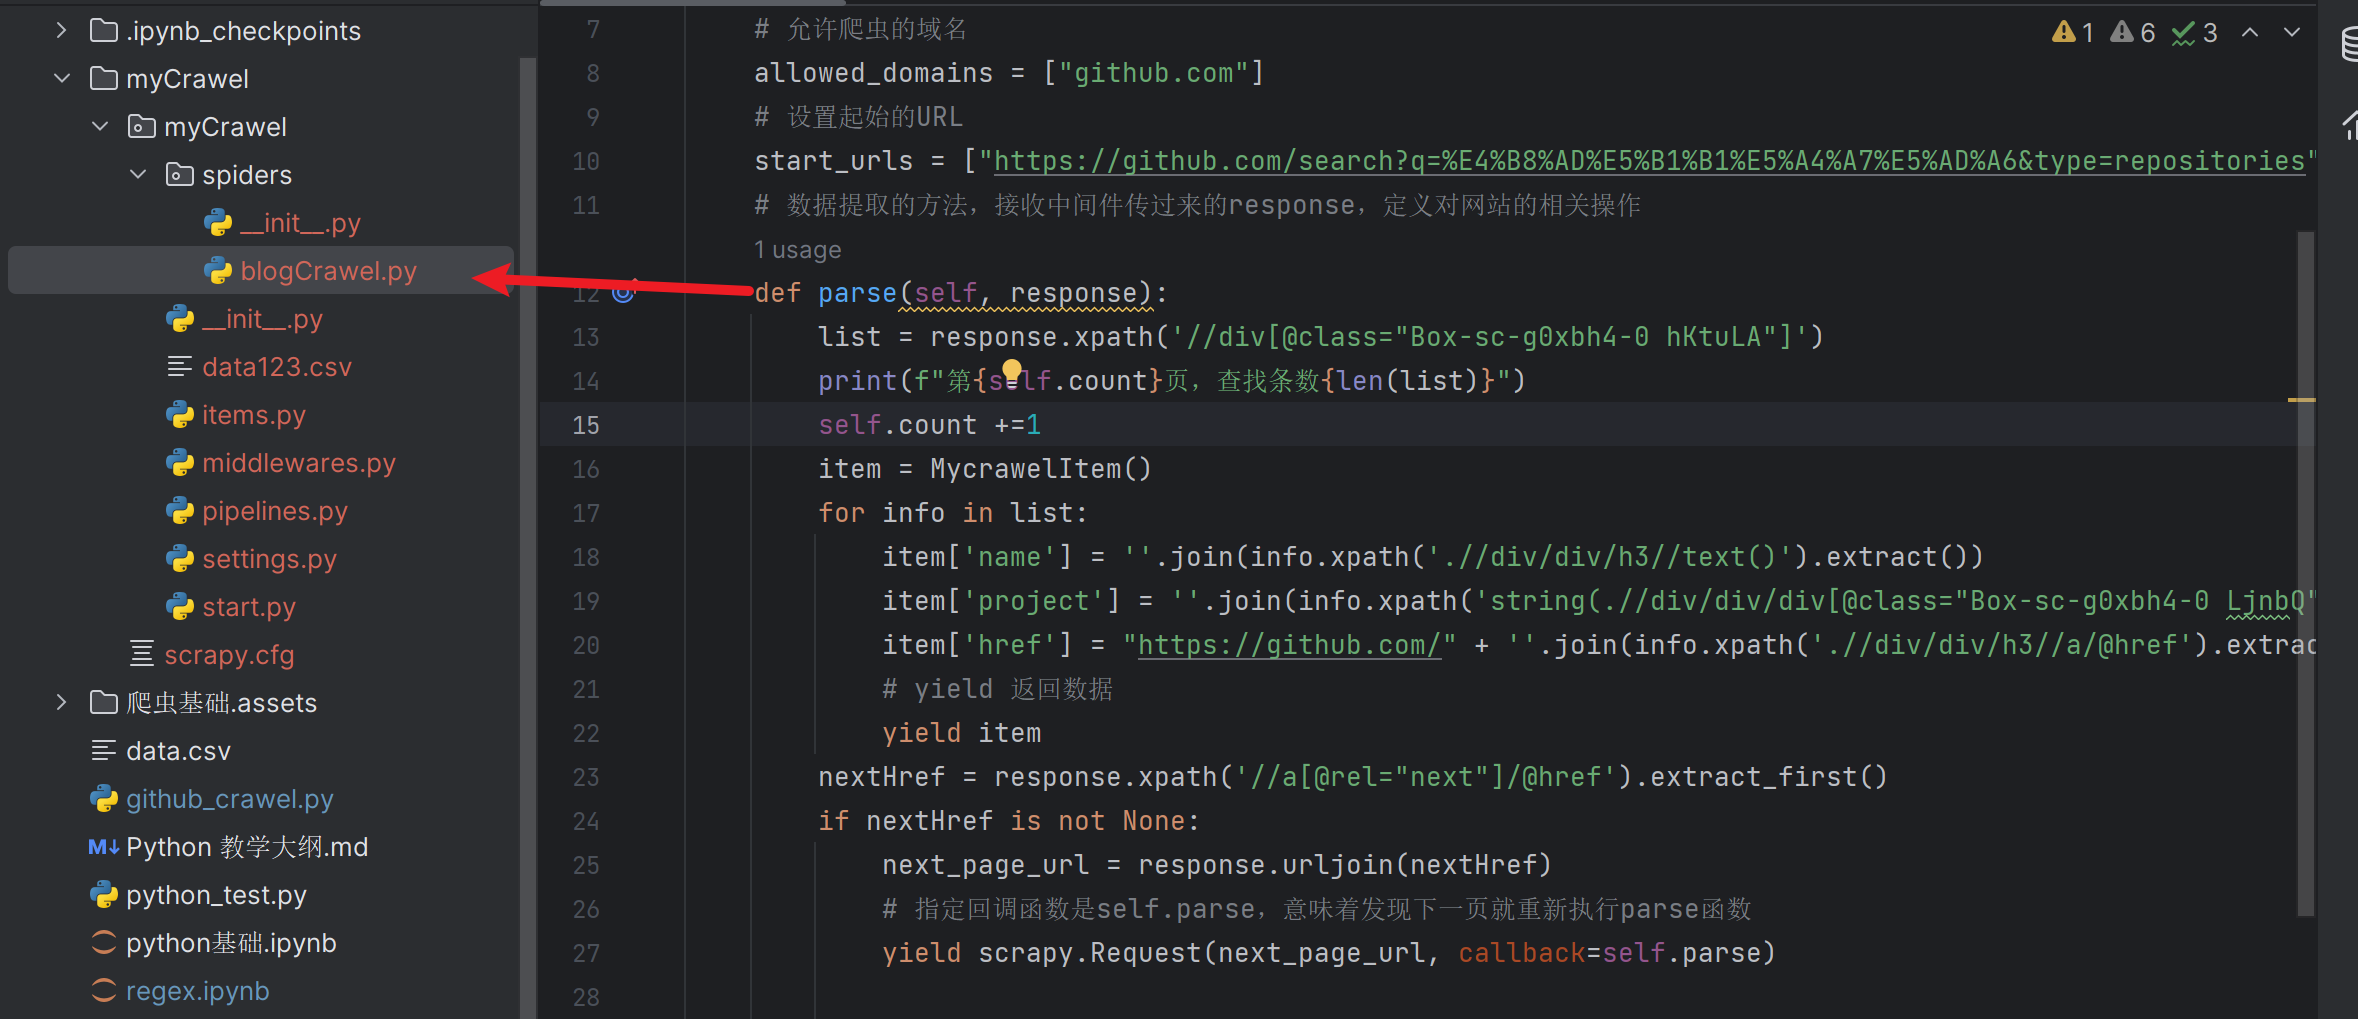 .ipynb_checkpoints
myCrawel
myCrawel
spiders
__init__.py
blogCrawel.py
__init__.py
data123.csv
items.py
middlewares.py
pipelines.py
settings.py
start.py
scrapy.cfg
爬虫基础.assets
data.csv
github_crawel.py
M↓ Python 教学大纲.md
python_test.py
python基础.ipynb
regex.ipynb
1 6 3
7 # 允许爬虫的域名
8 allowed_domains = ["github.com"]
9 # 设置起始的URL
10 start_urls = ["https://github.com/search?q=%E4%B8%AD%E5%B1%B1%E5%A4%A7%E5%AD%A6&type=repositories"
11 # 数据提取的方法，接收中间件传过来的response，定义对网站的相关操作
1 usage
12 def parse(self, response):
13 list = response.xpath('//div[@class="Box-sc-g0xbh4-0 hKtuLA"]')
14 print(f"第{self.count}页，查找条数{len(list)}")
15 self.count +=1
16 item = MycrawelItem()
17 for info in list:
18 item['name'] = ''.join(info.xpath('.//div/div/h3//text()').extract())
19 item['project'] = ''.join(info.xpath('string(.//div/div/div[@class="Box-sc-g0xbh4-0 LjnbQ"
20 item['href'] = "https://github.com/" + ''.join(info.xpath('.//div/div/h3//a/@href').extrac
21 # yield 返回数据
22 yield item
23 nextHref = response.xpath('//a[@rel="next"]/@href').extract_first()
24 if nextHref is not None:
25 next_page_url = response.urljoin(nextHref)
26 # 指定回调函数是self.parse，意味着发现下一页就重新执行parse函数
27 yield scrapy.Request(next_page_url, callback=self.parse)
28